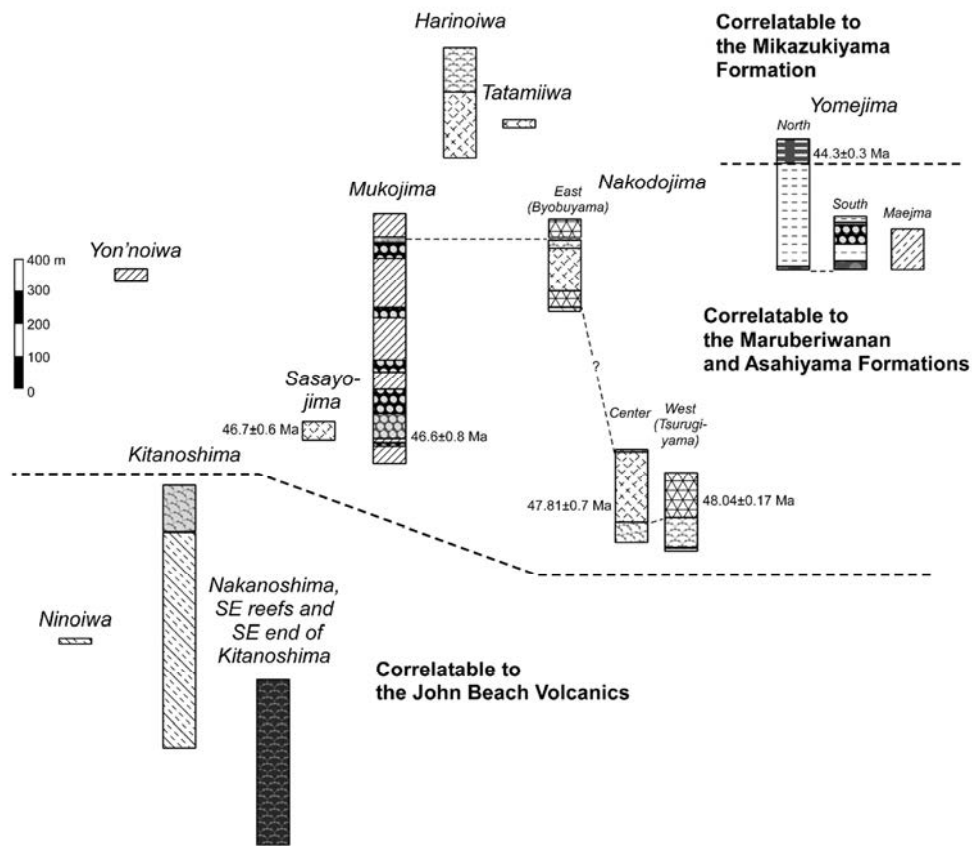 Harinoiwa
Correlatable to
the Mikazukiyama
Formation
Tatamiiwa
Yomejima
North
44.3±0.3 Ma
Mukojima
Nakodojima
East
(Byobuyama)
South
Maejma
Yon'noiwa
400 m
300
200
100
0
Correlatable to
the Maruberiwanan
and Asahiyama Formations
Sasayo-
jima
46.7±0.6 Ma
46.6±0.8 Ma
?
Center
West
(Tsurugi-
yama)
47.81±0.7 Ma
48.04±0.17 Ma
Kitanoshima
Ninoiwa
Nakanoshima,
SE reefs and
SE end of
Kitanoshima
Correlatable to
the John Beach Volcanics